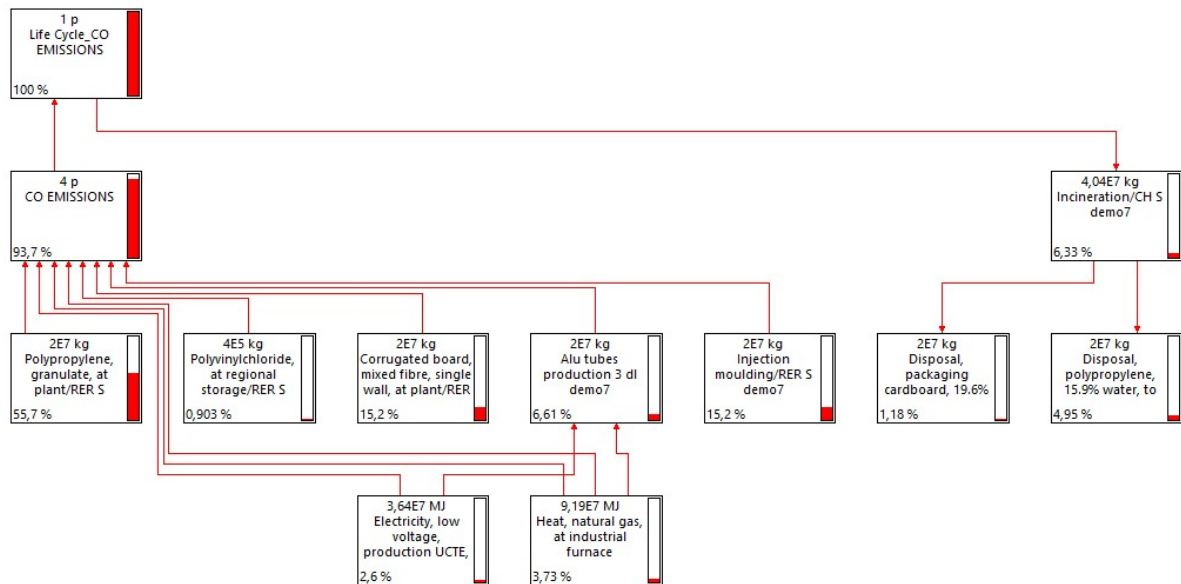 1 p
Life Cycle_CO
EMISSIONS
100 %
4 p
CO EMISSIONS
93,7 %
4,04E7 kg
Incineration/CH S
demo7
6,33 %
2E7 kg
Polypropylene,
granulate, at
plant/RER S
55,7 %
4E5 kg
Polyvinylchloride,
at regional
storage/RER S
0,903 %
2E7 kg
Corrugated board,
mixed fibre, single
wall, at plant/RER
15,2 %
2E7 kg
Alu tubes
production 3 dl
demo7
6,61 %
2E7 kg
Injection
moulding/RER S
demo7
15,2 %
2E7 kg
Disposal,
packaging
cardboard, 19.6%
1,18 %
2E7 kg
Disposal,
polypropylene,
15.9% water, to
4,95 %
3,64E7 MJ
Electricity, low
voltage,
production UCTE,
2,6 %
9,19E7 MJ
Heat, natural gas,
at industrial
furnace
3,73 %